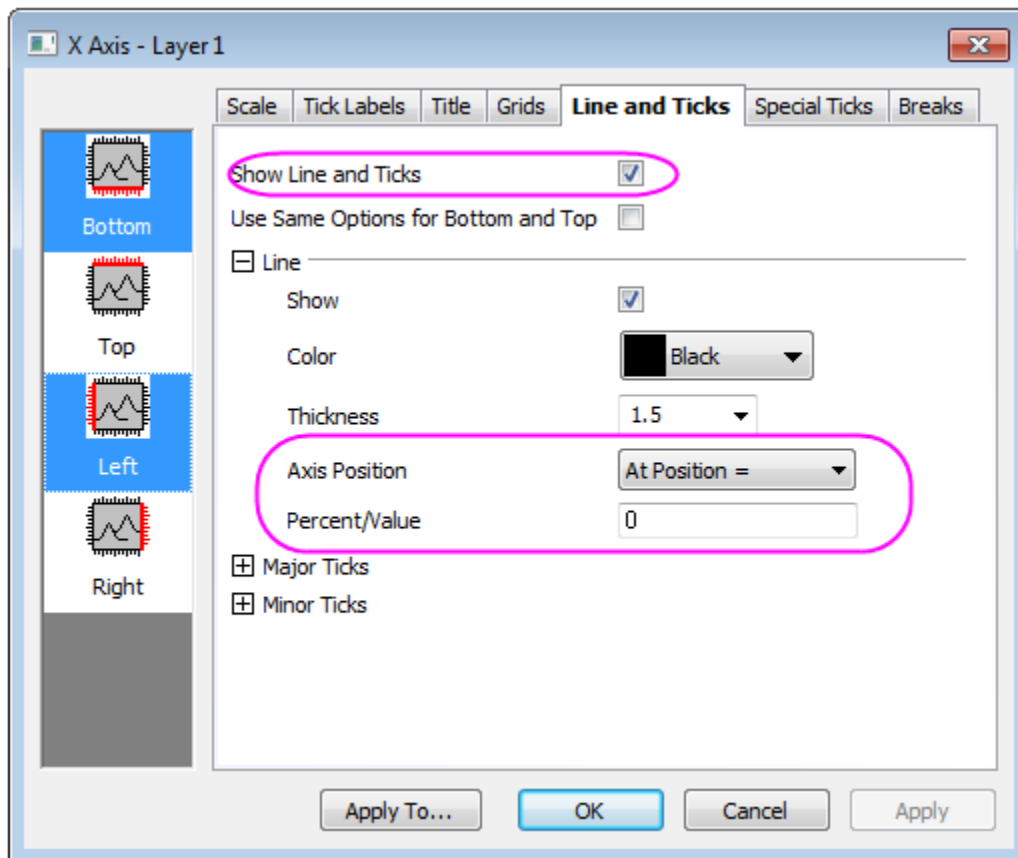 X Axis - Layer 1
Scale Tick Labels Title Grids Line and Ticks Special Ticks Breaks
Bottom
Top
Left
Right
Show Line and Ticks
Use Same Options for Bottom and Top
Line
Show
Color Black
Thickness 1.5
Axis Position At Position =
Percent/Value 0
Major Ticks
Minor Ticks
Apply To... OK Cancel Apply